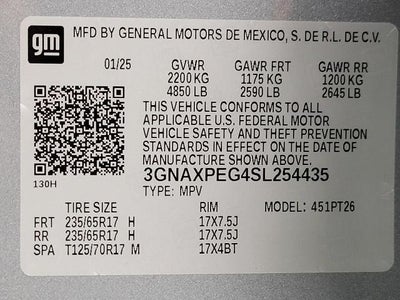 gm MFD BY GENERAL MOTORS DE MEXICO, S. DE R.L. DE C.V.
01/25 GVWR GAWR FRT GAWR RR
2200 KG 1175 KG 1200 KG
4850 LB 2590 LB 2645 LB
THIS VEHICLE CONFORMS TO ALL
APPLICABLE U.S. FEDERAL MOTOR
VEHICLE SAFETY AND THEFT PREVENTION
STANDARDS IN EFFECT ON THE DATE OF
MANUFACTURE SHOWN ABOVE.
130H
3GNAXPEG4SL254435
TYPE: MPV
TIRE SIZE RIM MODEL: 451PT26
FRT 235/65R17 H 17X7.5J
RR 235/65R17 H 17X7.5J
SPA T125/70R17 M 17X4BT